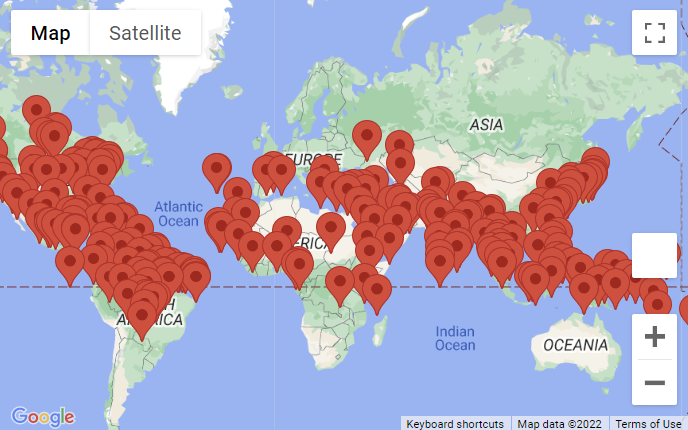 Map
Satellite
ASIA
EUROPE
Atlantic
Ocean
Indian
Ocean
OCEANIA
AMERICA
Google
Keyboard shortcuts
Map data ©2022
Terms of Use